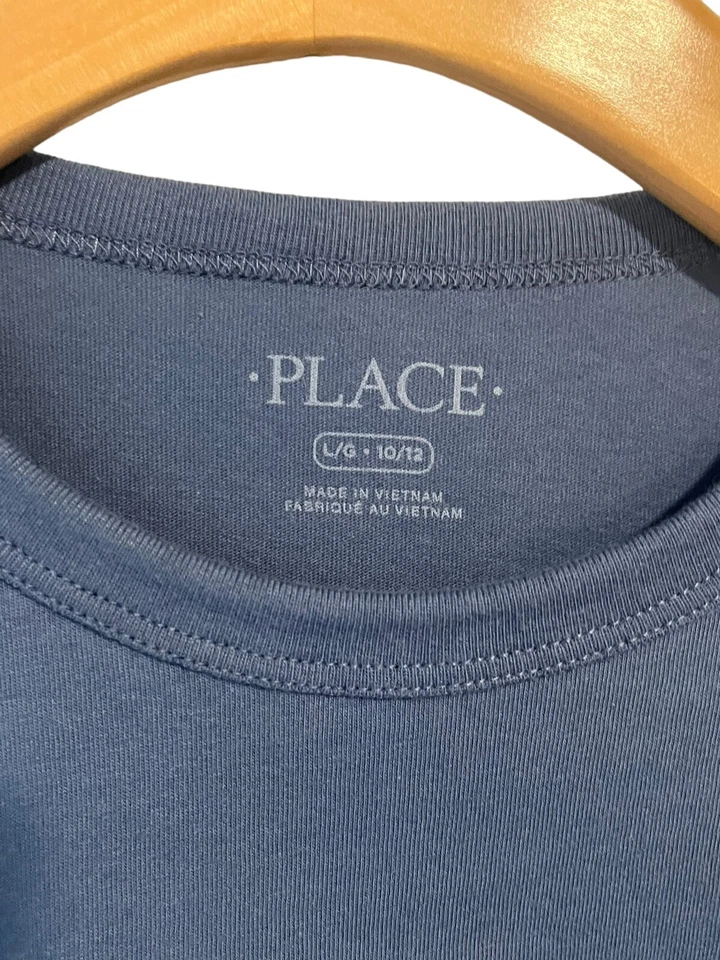 ·PLACE·
L/G • 10/12
MADE IN VIETNAM
FABRIQUÉ AU VIETNAM